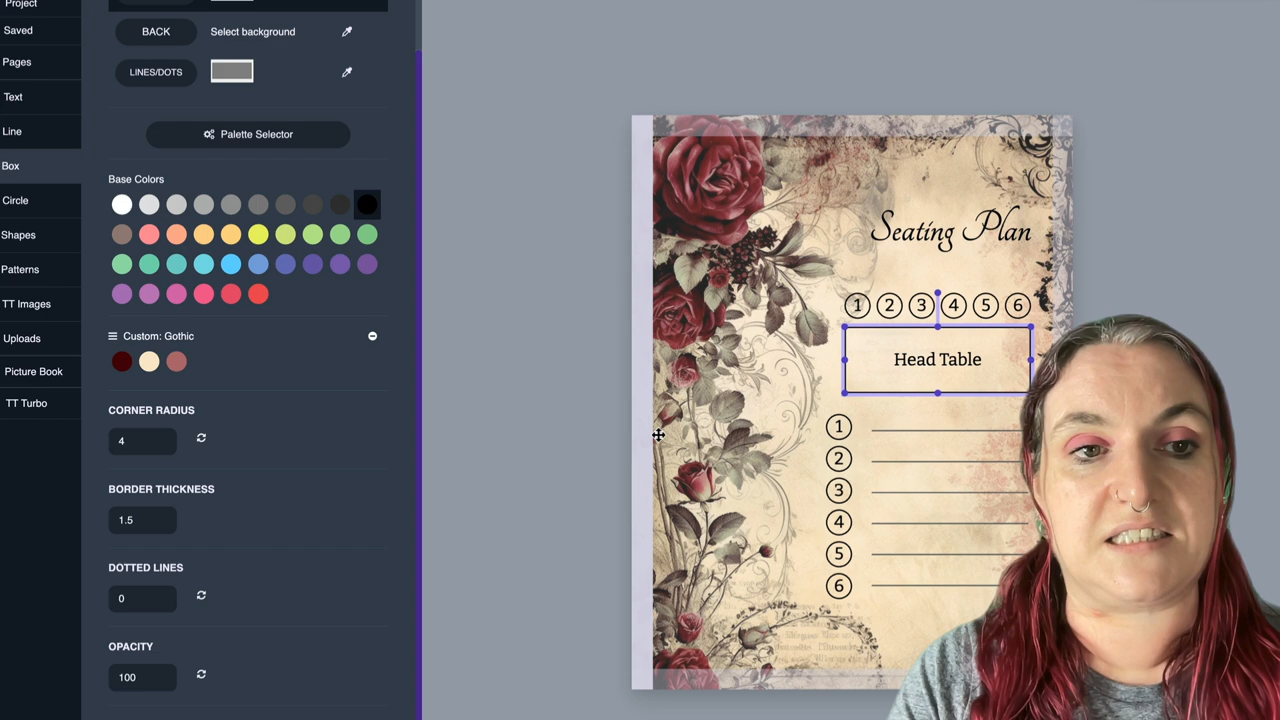 Project
Saved
Pages
Text
Line
Box
Circle
Shapes
Patterns
TT Images
Uploads
Picture Book
TT Turbo
BACK Select background
LINES/DOTS
Palette Selector
Base Colors
Custom: Gothic
CORNER RADIUS
4
BORDER THICKNESS
1.5
DOTTED LINES
0
OPACITY
100
Seating Plan
1 2 3 4 5 6
Head Table
1
2
3
4
5
6